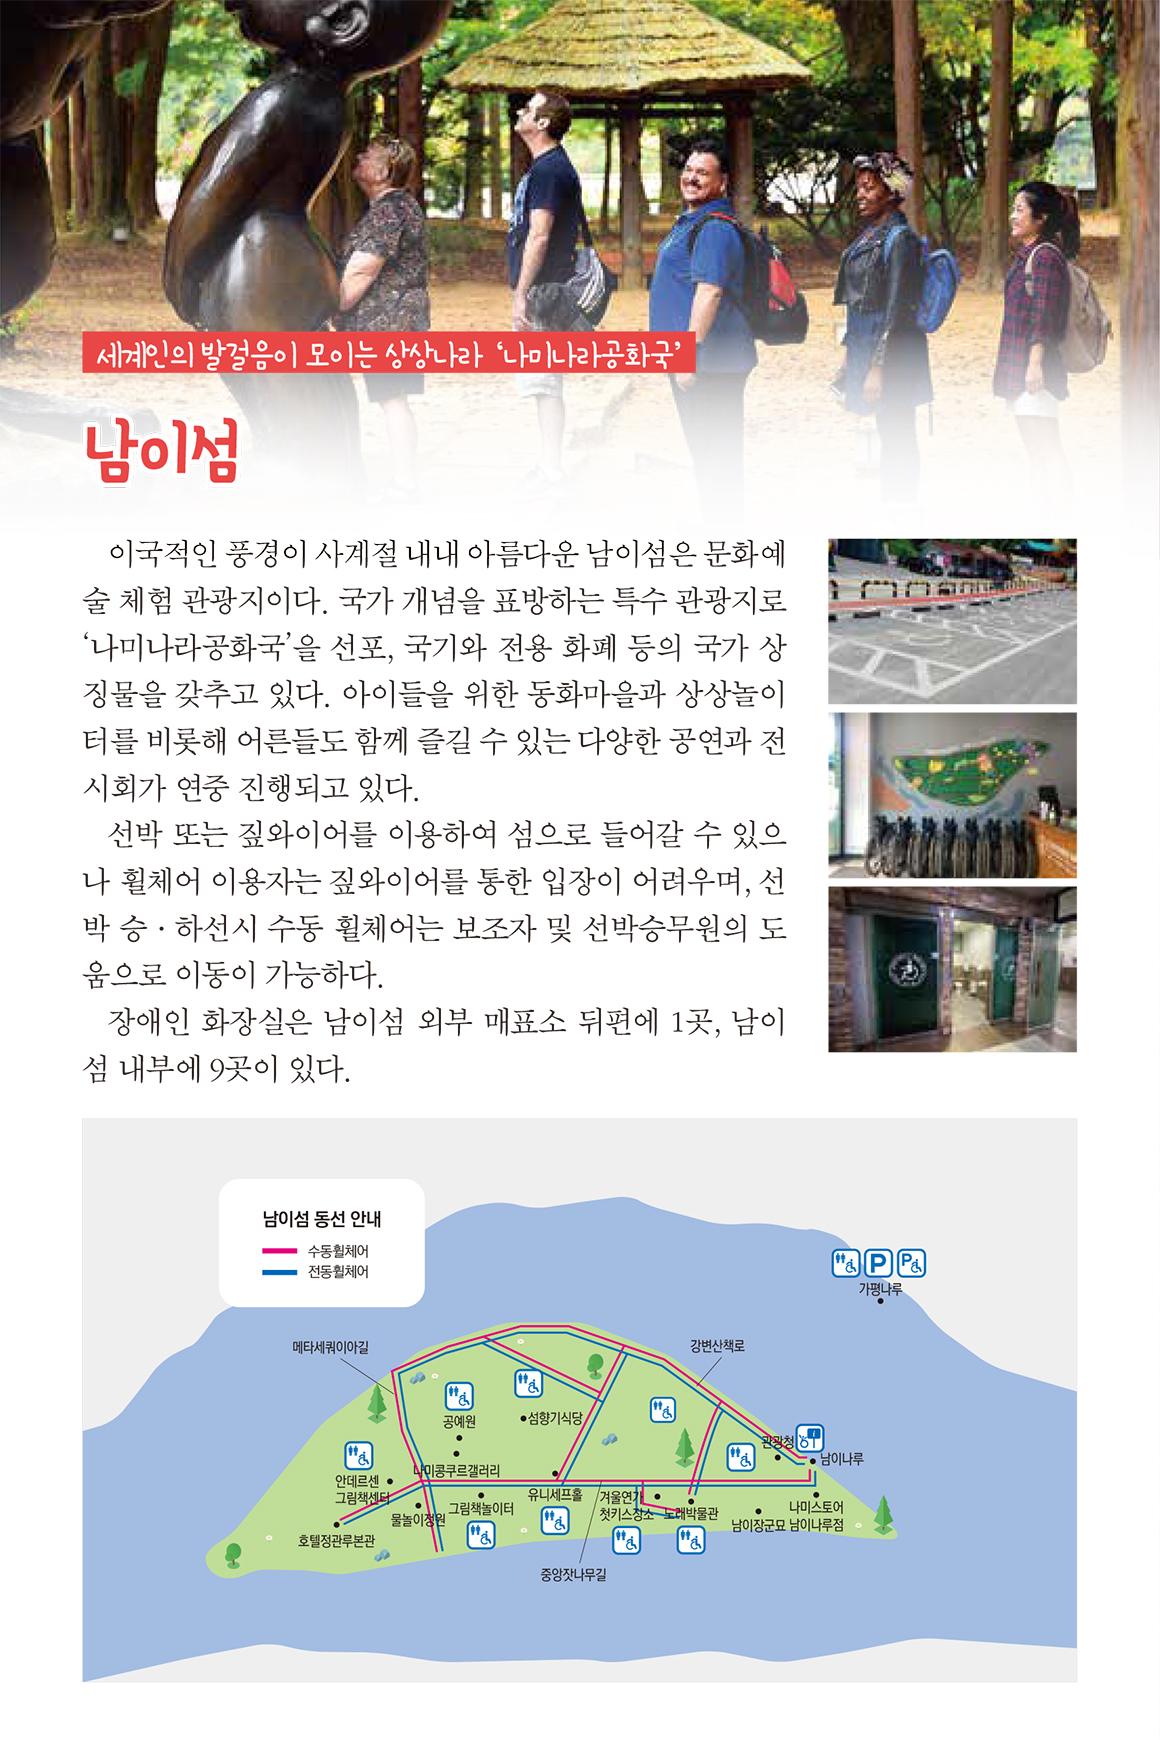 세계인의 발걸음이 모이는 상상나라 ‘나미나라공화국’
남이섬
이국적인 풍경이 사계절 내내 아름다운 남이섬은 문화예
술 체험 관광지이다. 국가 개념을 표방하는 특수 관광지로
‘나미나라공화국’을 선포, 국기와 전용 화폐 등의 국가 상
징물을 갖추고 있다. 아이들을 위한 동화마을과 상상놀이
터를 비롯해 어른들도 함께 즐길 수 있는 다양한 공연과 전
시회가 연중 진행되고 있다.
선박 또는 짚와이어를 이용하여 섬으로 들어갈 수 있으
나 휠체어 이용자는 짚와이어를 통한 입장이 어려우며, 선
박 승 · 하선시 수동 휠체어는 보조자 및 선박승무원의 도
움으로 이동이 가능하다.
장애인 화장실은 남이섬 외부 매표소 뒤편에 1곳, 남이
섬 내부에 9곳이 있다.
남이섬 동선 안내
수동휠체어
전동휠체어
P
P
가평나루
메타세쿼이아길
강변산책로
공예원
섬향기식당
관광청
i
남이나루
나미콩쿠르갤러리
안데르센
그림책센터
유니세프홀
겨울연가
첫키스장소
그림책놀이터
물놀이정원
노래박물관
나미스토어
남이나루점
남이장군묘
호텔정관루본관
중앙잣나무길